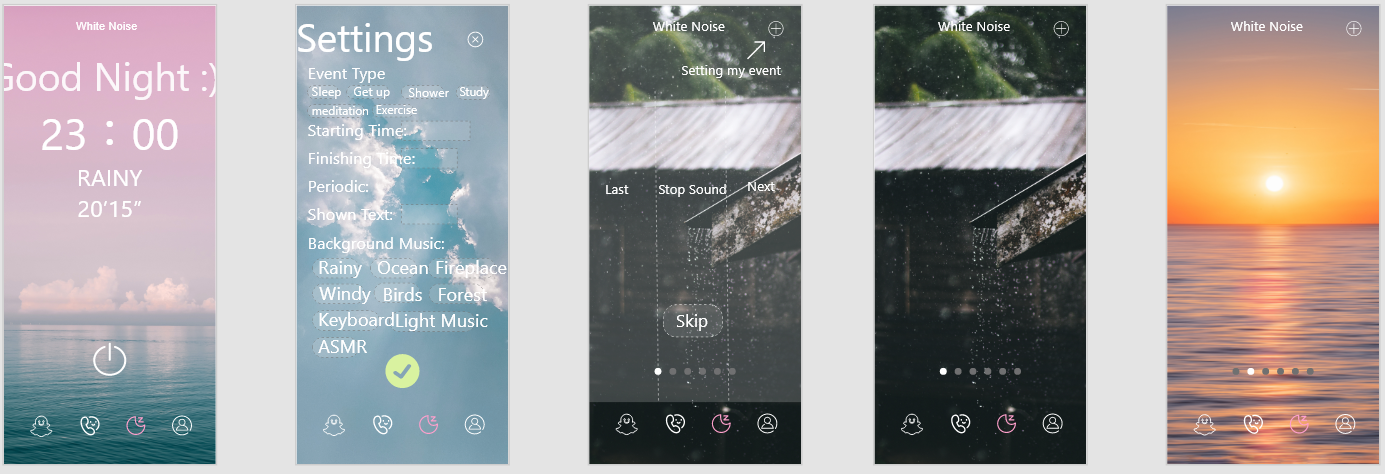 White Noise
Good Night :)
23 : 00
RAINY
20'15”
Settings
Event Type
Sleep Get up Shower Study
meditation Exercise
Starting Time:
Finishing Time:
Periodic:
Shown Text:
Background Music:
Rainy Ocean Fireplace
Windy Birds Forest
Keyboard Light Music
ASMR
White Noise
Setting my event
Last Stop Sound Next
Skip
White Noise
White Noise